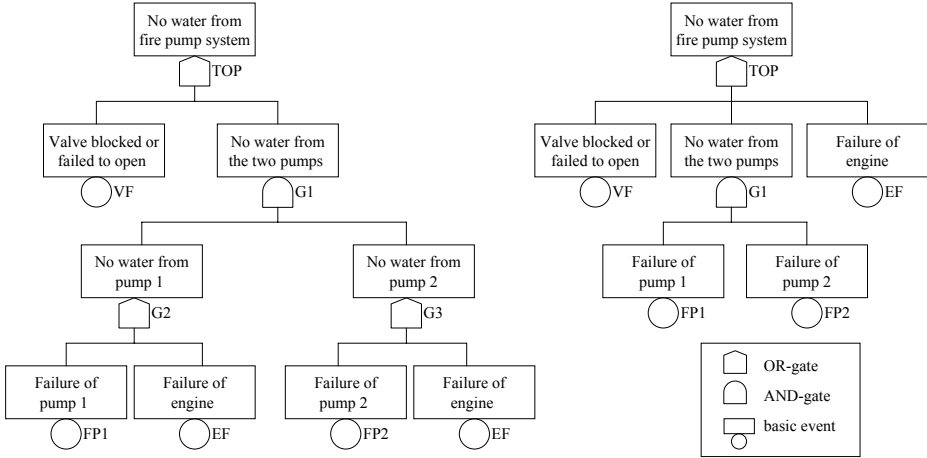 No water from
fire pump system
TOP
Valve blocked or
failed to open
VF
No water from
the two pumps
G1
No water from
pump 1
G2
No water from
pump 2
G3
Failure of
pump 1
FP1
Failure of
engine
EF
Failure of
pump 2
FP2
Failure of
engine
EF
No water from
fire pump system
TOP
Valve blocked or
failed to open
VF
No water from
the two pumps
G1
Failure of
engine
EF
Failure of
pump 1
FP1
Failure of
pump 2
FP2
OR-gate
AND-gate
basic event